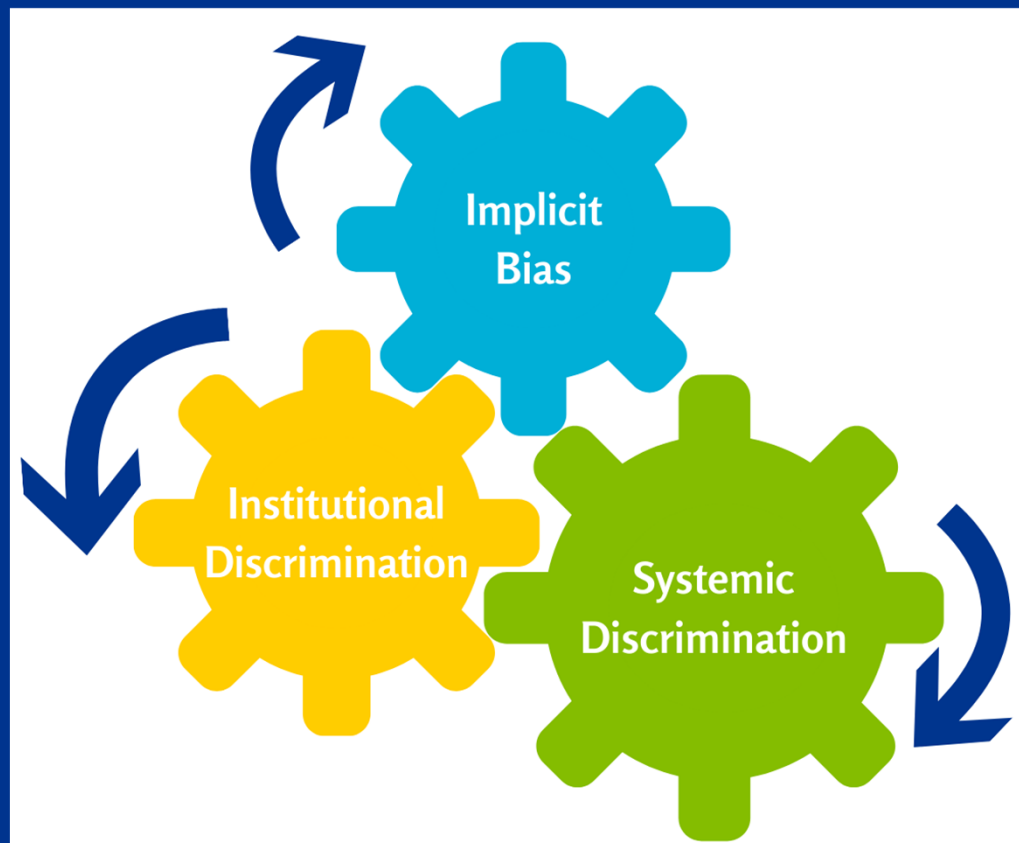 Implicit
Bias
Institutional
Discrimination
Systemic
Discrimination